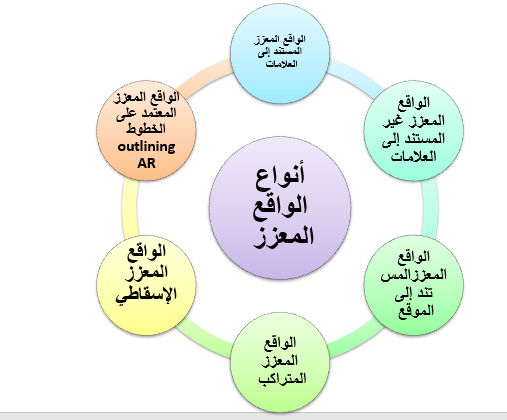 أنواع
الواقع
المعزز
الواقع المعزز
المستند إلى
العلامات
الواقع
المعزز غير
المستند إلى
العلامات
الواقع
المعززالمس
تند إلى
الموقع
الواقع
المعزز
المتراكب
الواقع
المعزز
الإسقاطي
الواقع المعزز
المعتمد على
الخطوط
outlining
AR